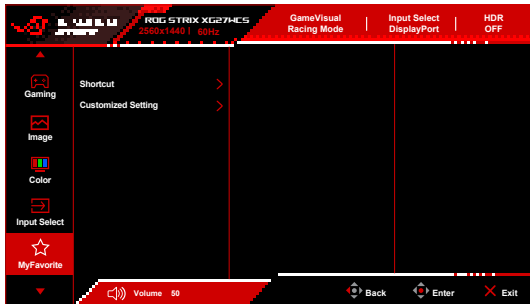 ROG STRIX XG27WCS
2560x1440 | 60Hz
GameVisual
Racing Mode
Input Select
DisplayPort
HDR
OFF
Gaming
Image
Color
Input Select
MyFavorite
Shortcut
Customized Setting
Volume 50
Back
Enter
Exit